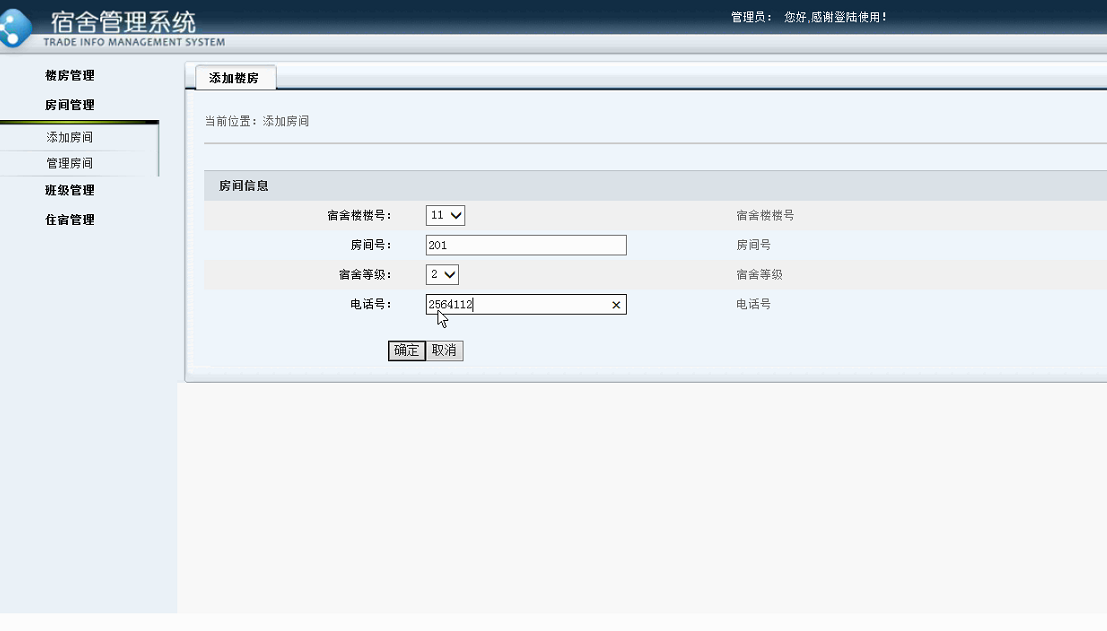 宿舍管理系统
TRADE INFO MANAGEMENT SYSTEM
管理员： 您好,感谢登陆使用!
楼房管理
房间管理
添加房间
管理房间
班级管理
住宿管理
添加楼房
当前位置: 添加房间
房间信息
宿舍楼楼号: 11 宿舍楼楼号
房间号: 201 房间号
宿舍等级: 2 宿舍等级
电话号: 2564112 电话号
确定 取消